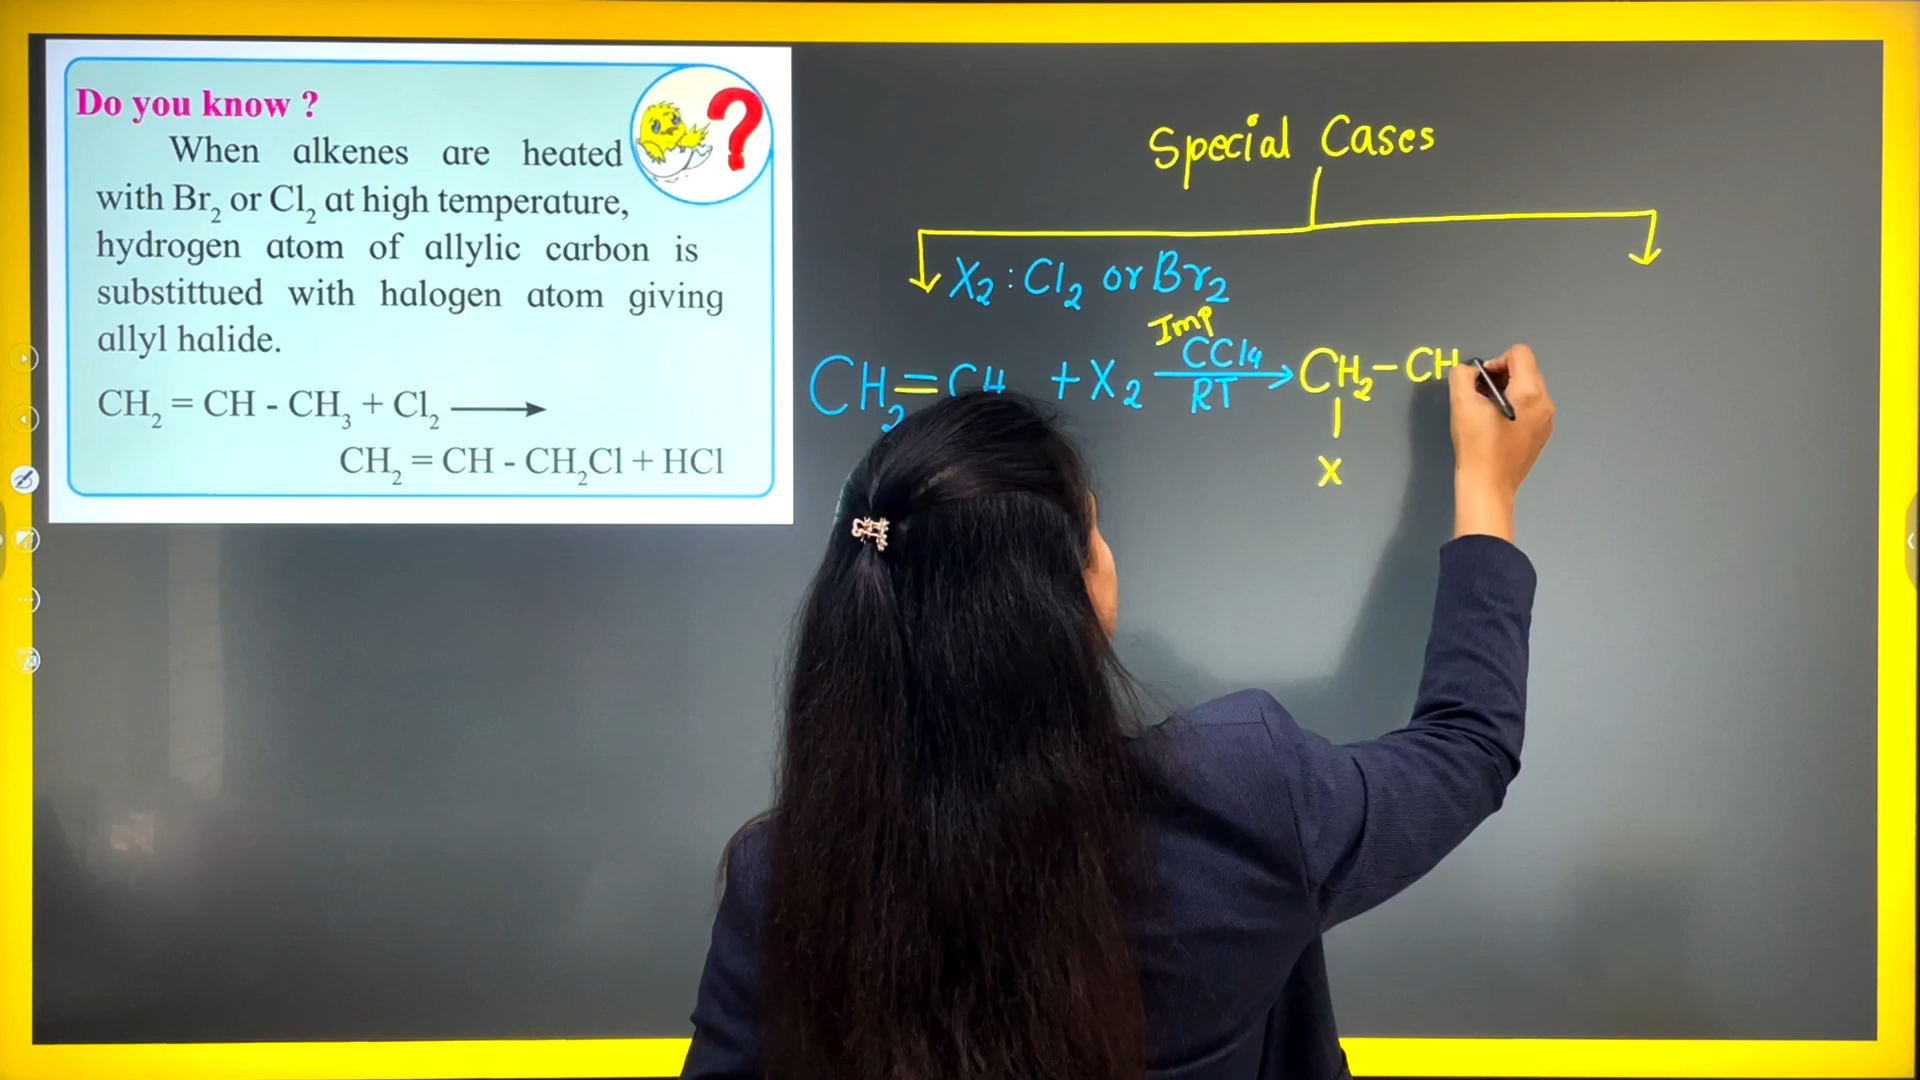 Do you know ?
When alkenes are heated
with Br₂ or Cl₂ at high temperature,
hydrogen atom of allylic carbon is
substittued with halogen atom giving
allyl halide.
CH₂ = CH - CH₃ + Cl₂ ⟶
CH₂ = CH - CH₂Cl + HCl
Special Cases
X₂ : Cl₂ or Br₂
Imp
CCl₄
CH₂=CH +X₂ → CH₂-CH
RT
X